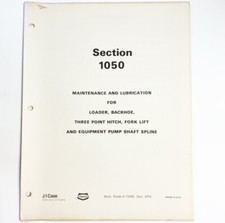 Section
1050
MAINTENANCE AND LUBRICATION
FOR
LOADER, BACKHOE,
THREE POINT HITCH, FORK LIFT
AND EQUIPMENT PUMP SHAFT SPLINE
JI Case